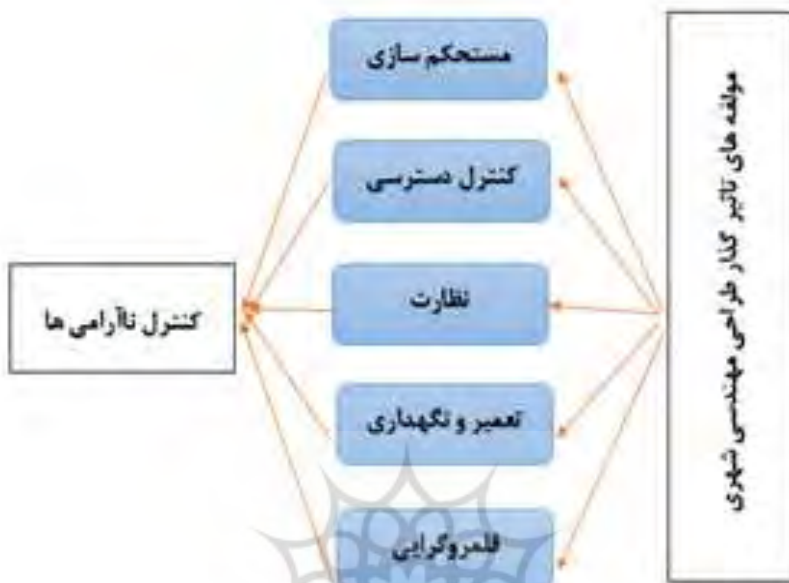 مولفه های تاثیر گذار طراحی مهندسی شهری
مستحکم سازی
کنترل دسترسی
نظارت
تعمیر و نگهداری
قلمروگرایی
کنترل ناآرامی ها